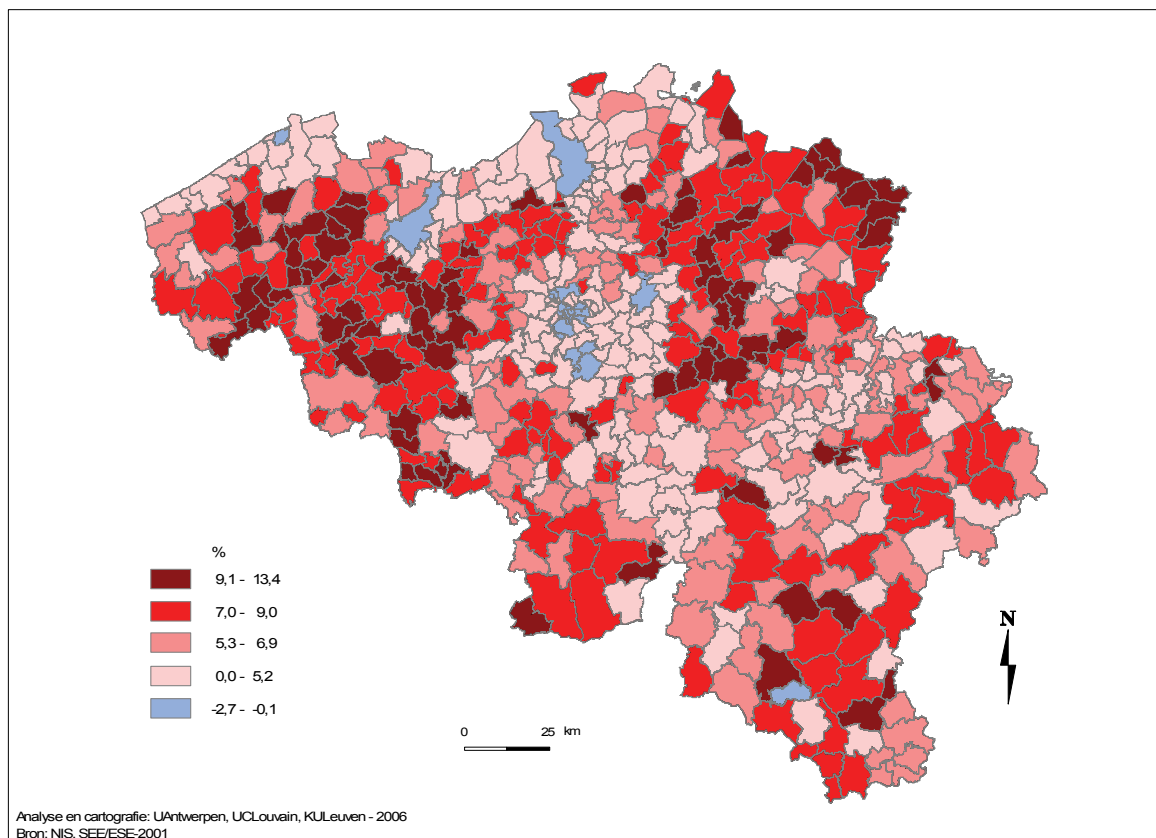 %
9,1 - 13,4
7,0 - 9,0
5,3 - 6,9
0,0 - 5,2
-2,7 - -0,1
N
0 25 km
Analyse en cartografie: UAntwerpen, UCLouvain, KULeuven - 2006
Bron: NIS, SEE/ESE-2001